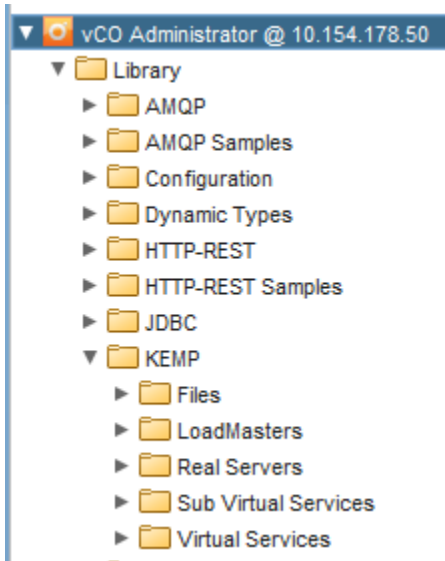 vCO Administrator @ 10.154.178.50
Library
AMQP
AMQP Samples
Configuration
Dynamic Types
HTTP-REST
HTTP-REST Samples
JDBC
KEMP
Files
LoadMasters
Real Servers
Sub Virtual Services
Virtual Services